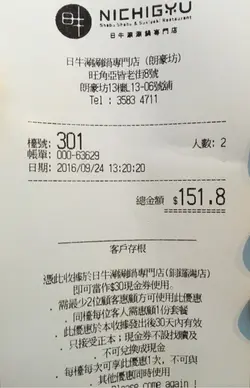 NICHIGYU
Shabu Shabu & Sukiyaki Restaurant
日牛涮涮鍋專門店
日牛涮涮鍋專門店 (朗豪坊)
旺角亞皆老街8號
朗豪坊13樓,13-06號舖
Tel : 3583 4711
檯號: 301
人數: 2
帳單: 000-63629
日期: 2016/09/24 13:20:20
總金額 $151.8
客戶存根
憑此收據於日牛涮涮鍋專門店(銅鑼灣店)
即可當作$30現金券使用。
.需最少2位顧客惠顧方可使用此優惠
.同檯每位客人需惠顧1份套餐
.此優惠於本收據發出後30天內有效
.只接受正本;現金券不設找贖及
不可兌換成現金
.每檯每次可享此優惠1次,不可與
其他優惠同時使用
Please come again !